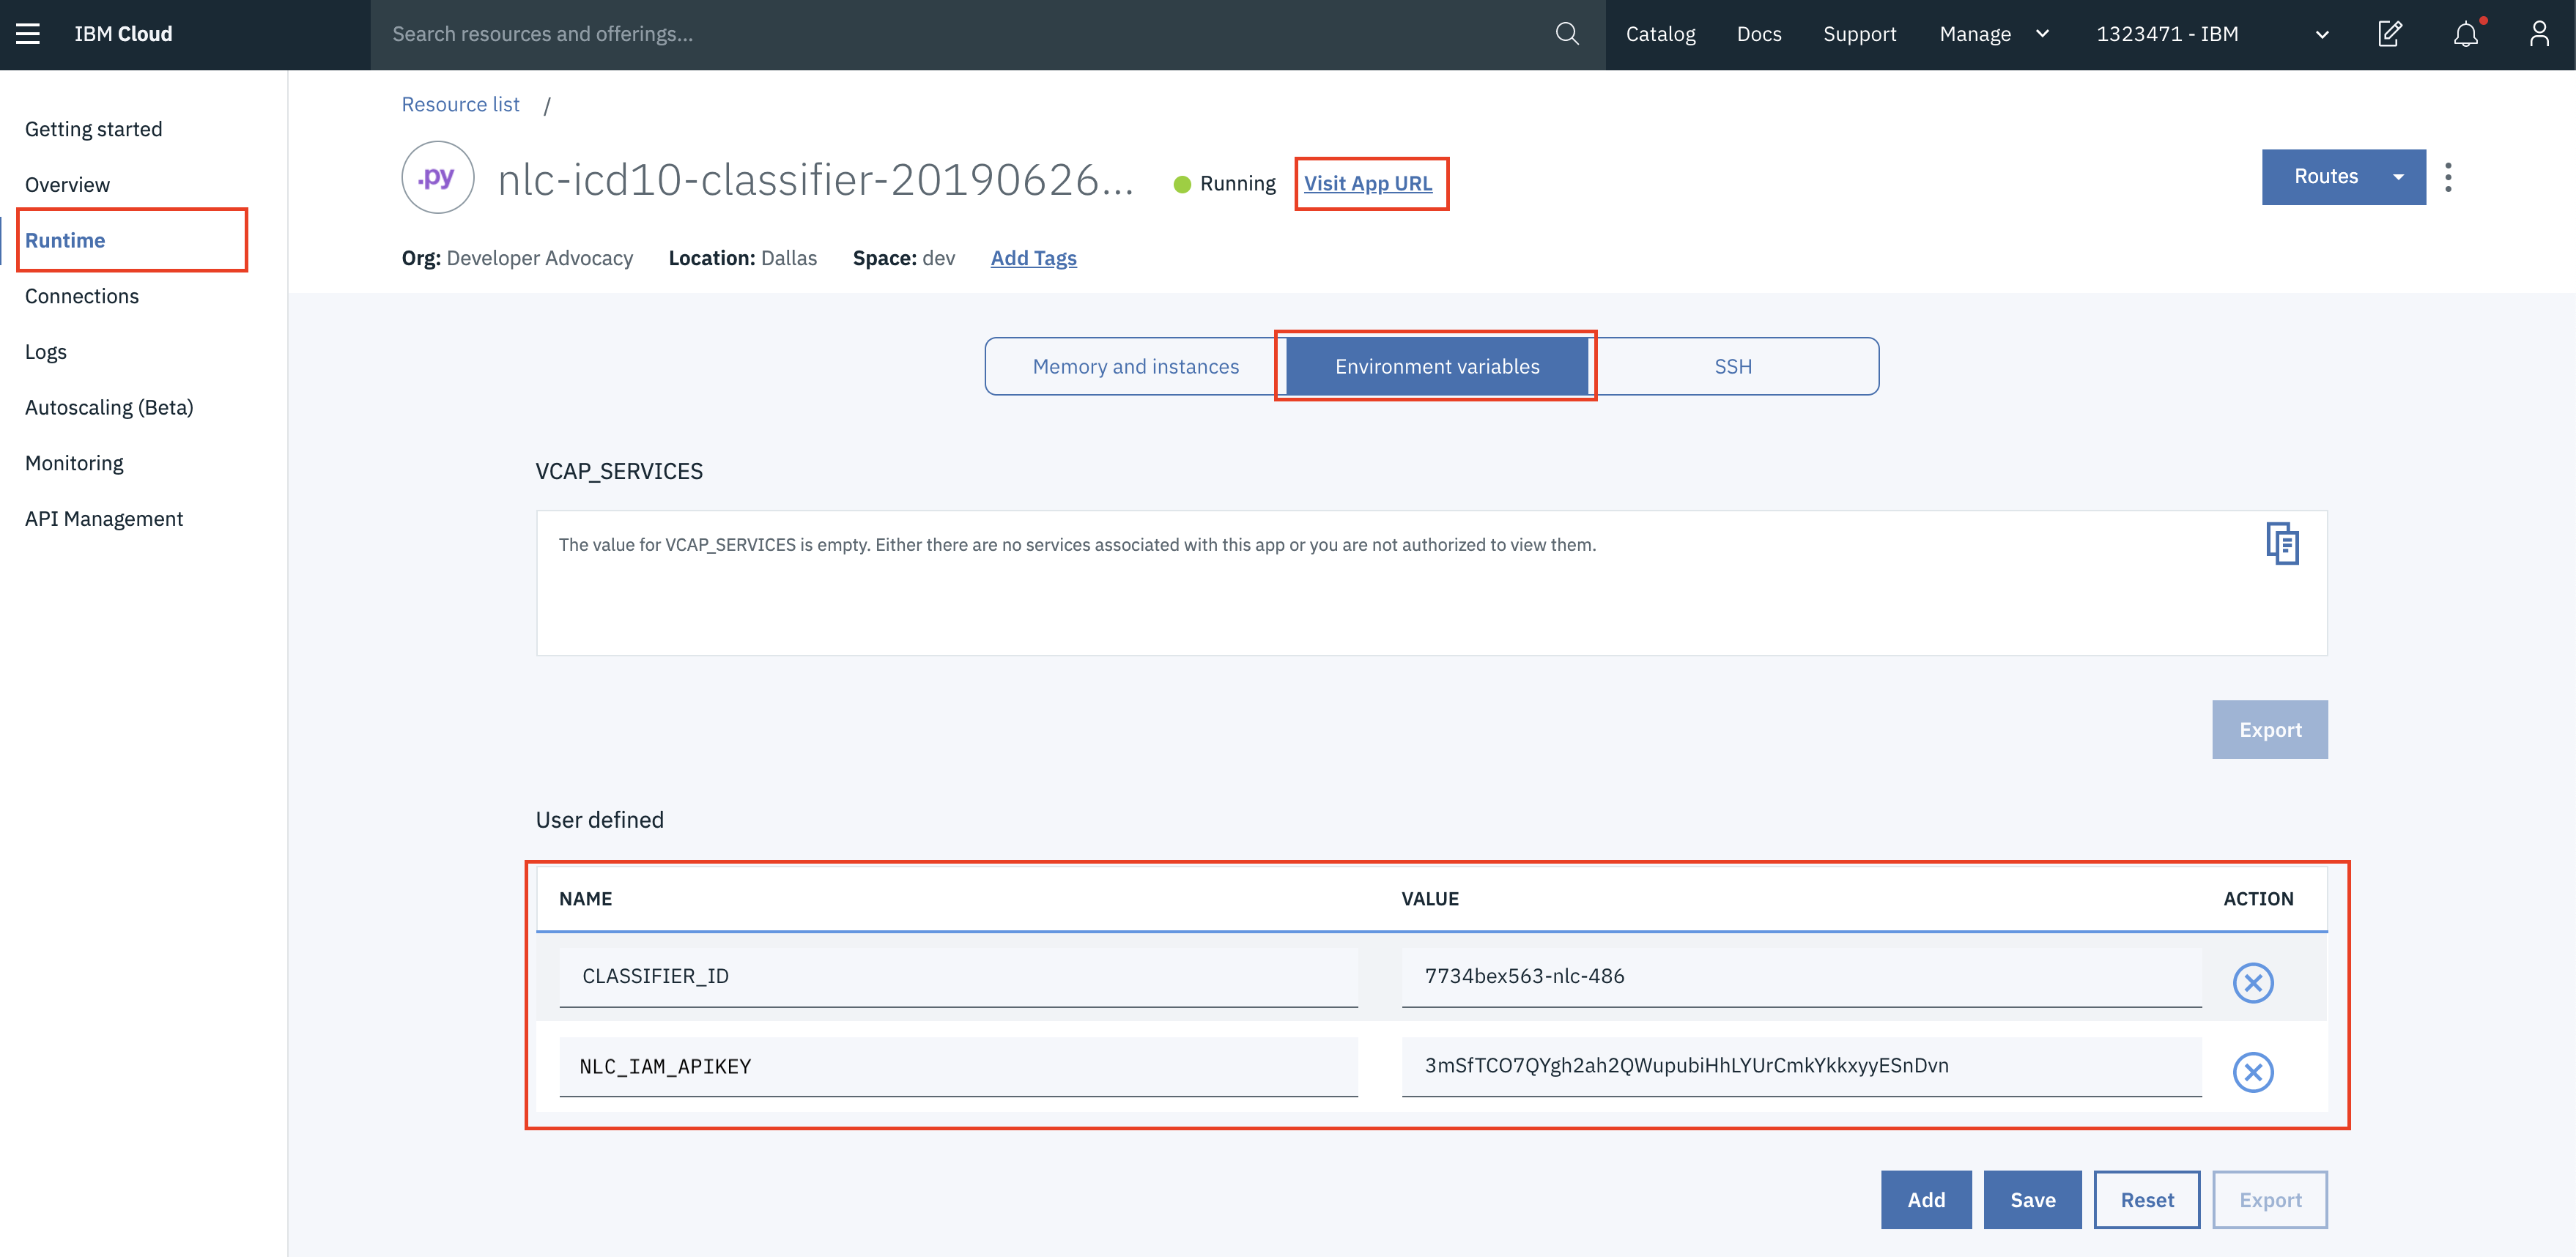 IBM Cloud
Search resources and offerings...
Catalog
Docs
Support
Manage
1323471 - IBM
Getting started
Overview
Runtime
Connections
Logs
Autoscaling (Beta)
Monitoring
API Management
Resource list /
.py
nlc-icd10-classifier-20190626...
Running
Visit App URL
Routes
Org: Developer Advocacy
Location: Dallas
Space: dev
Add Tags
Memory and instances
Environment variables
SSH
VCAP_SERVICES
The value for VCAP_SERVICES is empty. Either there are no services associated with this app or you are not authorized to view them.
Export
User defined
NAME VALUE ACTION
CLASSIFIER_ID 7734bex563-nlc-486
NLC_IAM_APIKEY 3mSfTCO7QYgh2ah2QWupubiHhLYUrCmkYkkxyyESnDvn
Add
Save
Reset
Export